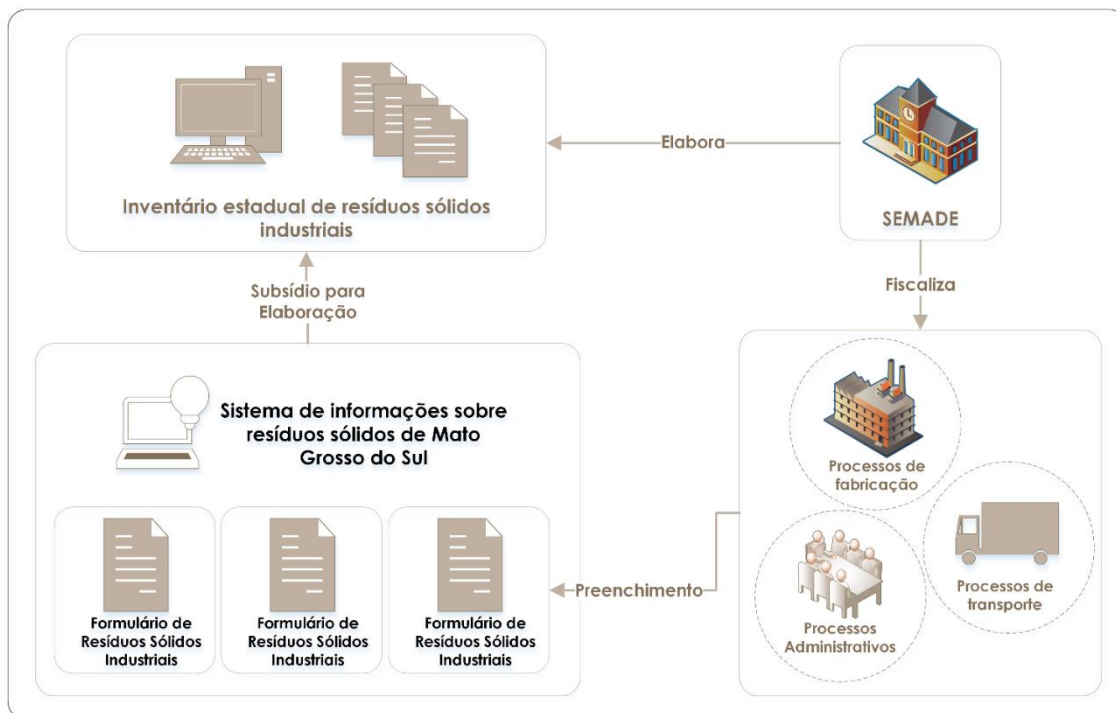 Inventário estadual de resíduos sólidos
industriais
Elabora
SEMADE
Subsídio para
Elaboração
Fiscaliza
Sistema de informações sobre
resíduos sólidos de Mato
Grosso do Sul
Formulário de
Resíduos Sólidos
Industriais
Formulário de
Resíduos Sólidos
Industriais
Formulário de
Resíduos Sólidos
Industriais
Preenchimento
Processos de
fabricação
Processos de
transporte
Processos
Administrativos